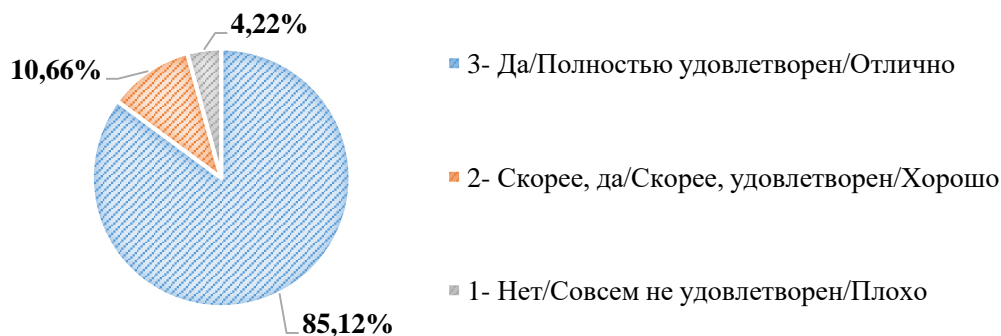 4,22%
10,66%
85,12%
3- Да/Полностью удовлетворен/Отлично
2- Скорее, да/Скорее, удовлетворен/Хорошо
1- Нет/Совсем не удовлетворен/Плохо